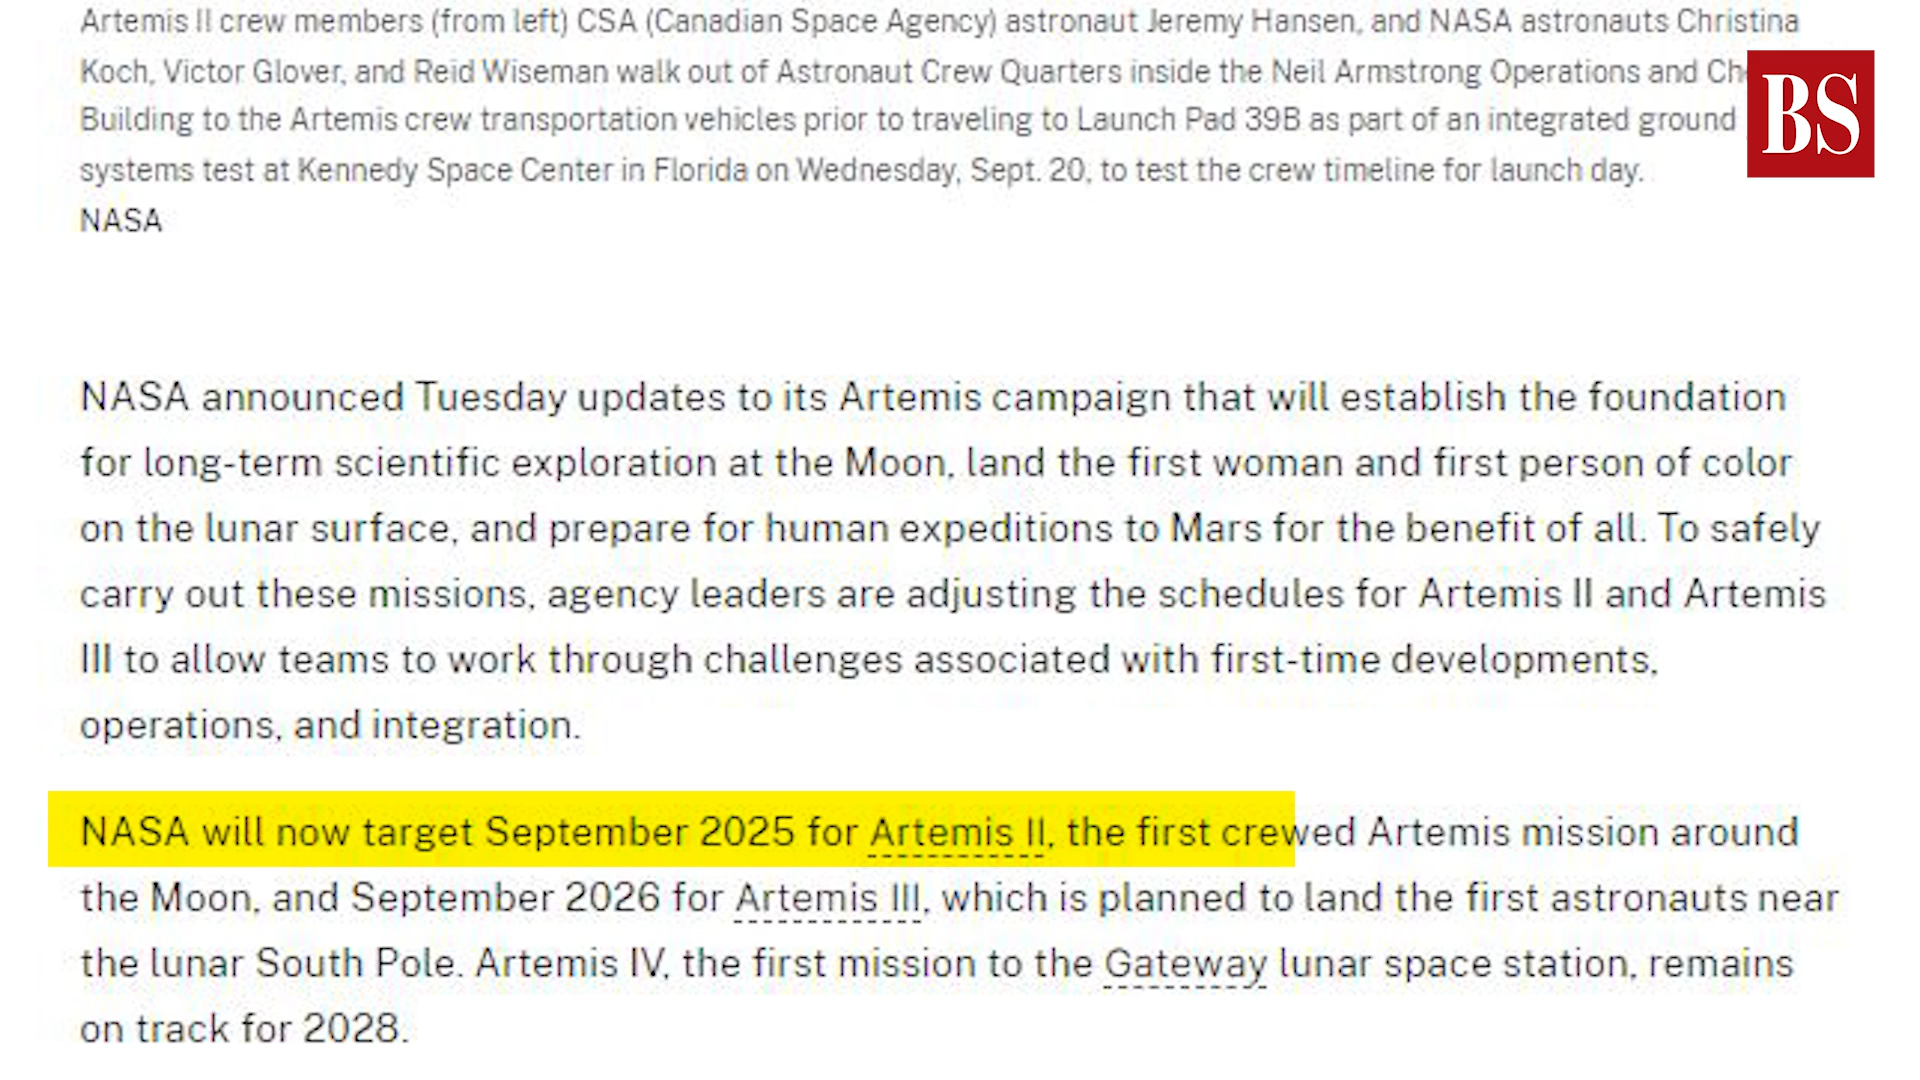 Artemis II crew members (from left) CSA (Canadian Space Agency) astronaut Jeremy Hansen, and NASA astronauts Christina
Koch, Victor Glover, and Reid Wiseman walk out of Astronaut Crew Quarters inside the Neil Armstrong Operations and Ch
BS
Building to the Artemis crew transportation vehicles prior to traveling to Launch Pad 39B as part of an integrated ground
systems test at Kennedy Space Center in Florida on Wednesday, Sept. 20, to test the crew timeline for launch day.
NASA
NASA announced Tuesday updates to its Artemis campaign that will establish the foundation
for long-term scientific exploration at the Moon, land the first woman and first person of color
on the lunar surface, and prepare for human expeditions to Mars for the benefit of all. To safely
carry out these missions, agency leaders are adjusting the schedules for Artemis II and Artemis
III to allow teams to work through challenges associated with first-time developments,
operations, and integration.
NASA will now target September 2025 for Artemis II, the first crewed Artemis mission around
the Moon, and September 2026 for Artemis III, which is planned to land the first astronauts near
the lunar South Pole. Artemis IV, the first mission to the Gateway lunar space station, remains
on track for 2028.